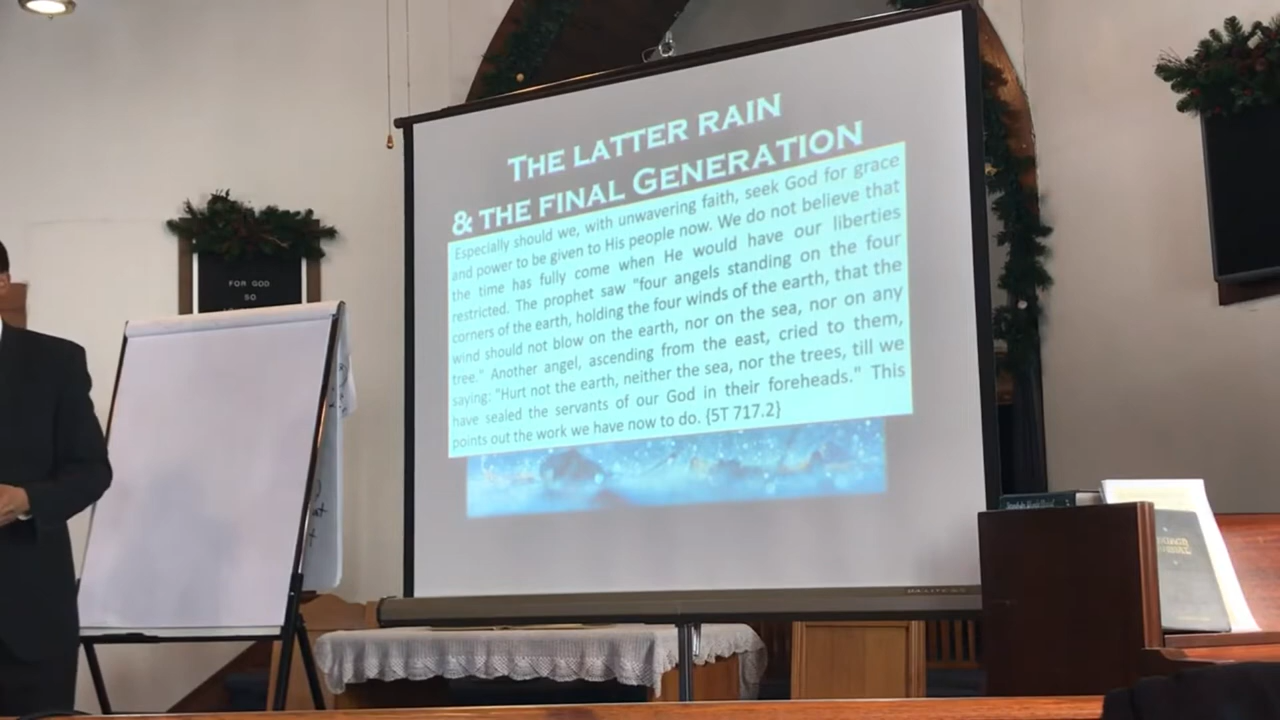 THE LATTER RAIN
& THE FINAL GENERATION
Especially should we, with unwavering faith, seek God for grace
and power to be given to His people now. We do not believe that
the time has fully come when He would have our liberties
restricted. The prophet saw "four angels standing on the four
corners of the earth, holding the four winds of the earth, that the
wind should not blow on the earth, nor on the sea, nor on any
tree." Another angel, ascending from the east, cried to them,
saying: "Hurt not the earth, neither the sea, nor the trees, till we
have sealed the servants of our God in their foreheads." This
points out the work we have now to do. {5T 717.2}
FOR GOD
SO